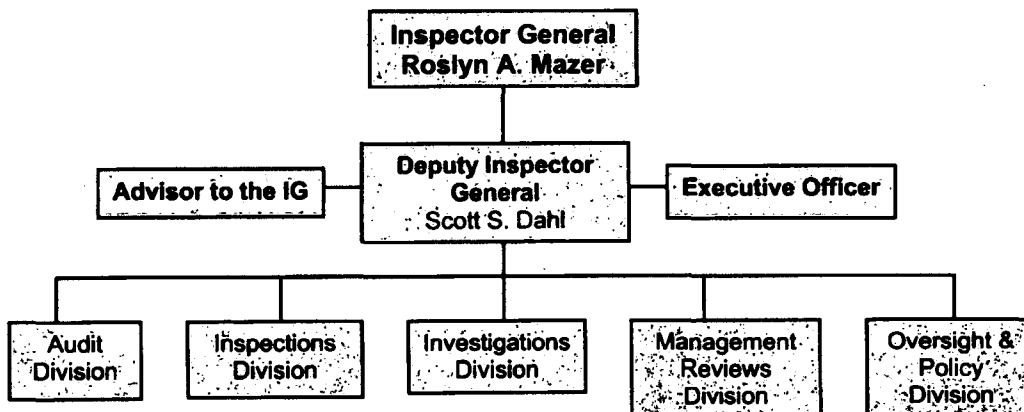 Inspector General
Roslyn A. Mazer
Deputy Inspector
General
Scott S. Dahl
Advisor to the IG
Executive Officer
Audit
Division
Inspections
Division
Investigations
Division
Management
Reviews
Division
Oversight &
Policy
Division